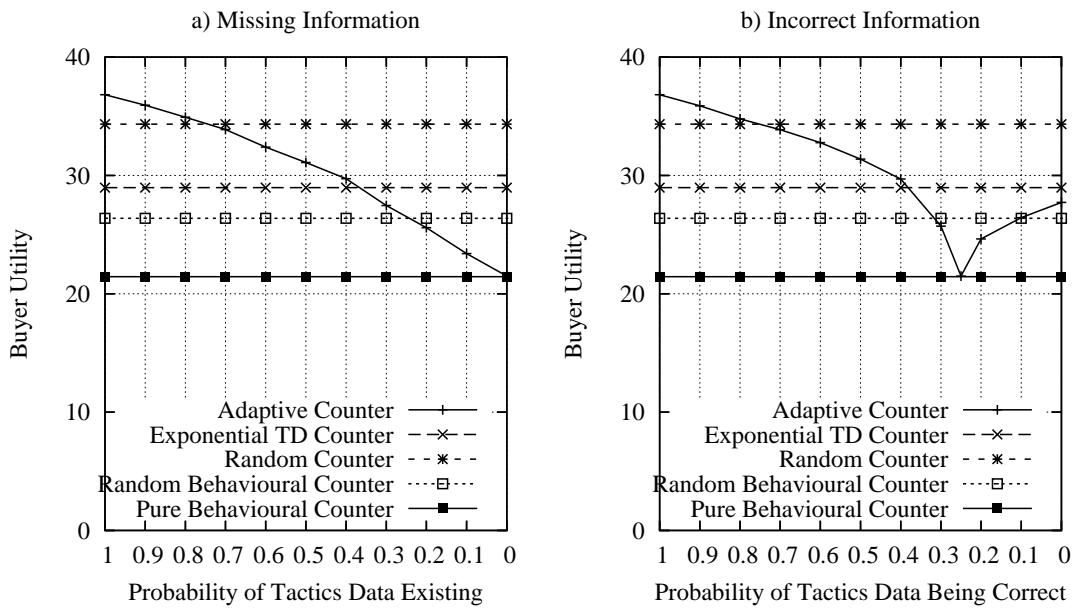 a) Missing Information
40
30
20
10
0
Buyer Utility
Adaptive Counter
Exponential TD Counter
Random Counter
Random Behavioural Counter
Pure Behavioural Counter
1 0.9 0.8 0.7 0.6 0.5 0.4 0.3 0.2 0.1 0
Probability of Tactics Data Existing
b) Incorrect Information
40
30
20
10
0
Buyer Utility
Adaptive Counter
Exponential TD Counter
Random Counter
Random Behavioural Counter
Pure Behavioural Counter
1 0.9 0.8 0.7 0.6 0.5 0.4 0.3 0.2 0.1 0
Probability of Tactics Data Being Correct